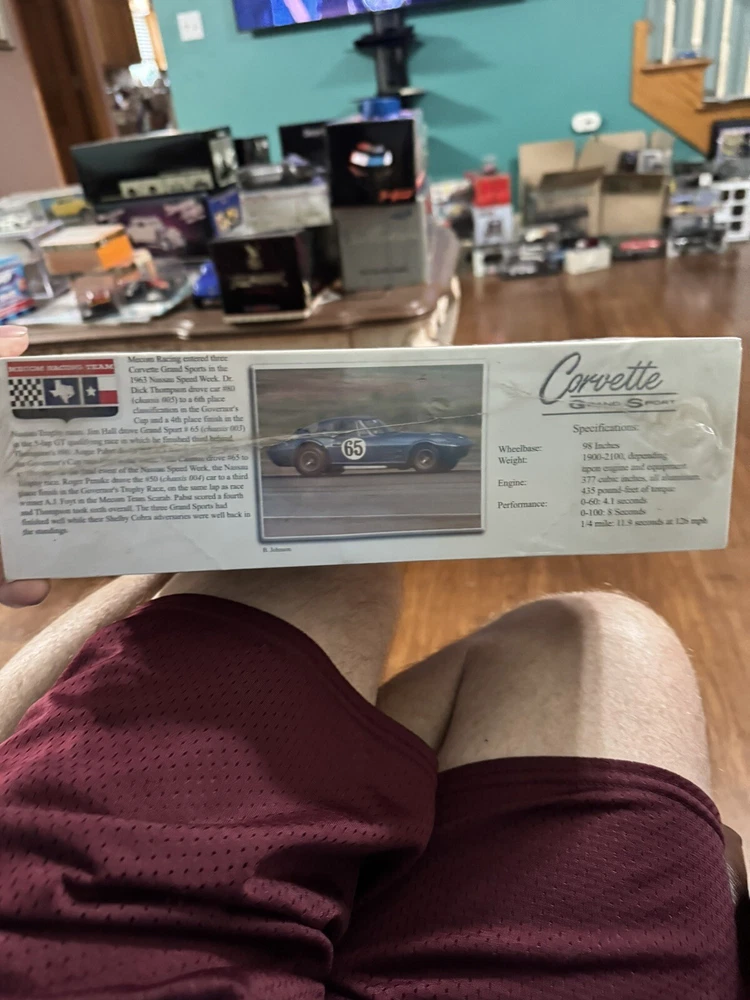 MECOM RACING TEAM
Mecom Racing entered three
Corvette Grand Sports in the
1963 Nassau Speed Week. Dr.
Dick Thompson drove car #80
(chassis 005) to a 6th place
classification in the Governor's
Cup and a 4th place finish in the
Nassau Trophy races. Jim Hall drove Grand Sport # 65 (chassis 003)
in the 5-lap GT qualifying race in which he finished third behind
Thompson's #80. Augie Pabst
drove #65 to
event of the Nassau Speed Week, the Nassau
Trophy race. Roger Penske drove the #50 (chassis 004) car to a third
place finish in the Governor's Trophy Race, on the same lap as race
winner A.J. Foyt in the Mecom Team Scarab. Pabst scored a fourth
and Thompson took sixth overall. The three Grand Sports had
finished well while their Shelby Cobra adversaries were well back in
the standings.
65
B. Johnson
Corvette
GRAND SPORT
Specifications:
Wheelbase: 98 Inches
Weight: 1900-2100, depending
upon engine and equipment
Engine: 377 cubic inches, all aluminum,
435 pound-feet of torque
Performance: 0-60: 4.1 seconds
0-100: 8 Seconds
1/4 mile: 11.9 seconds at 126 mph